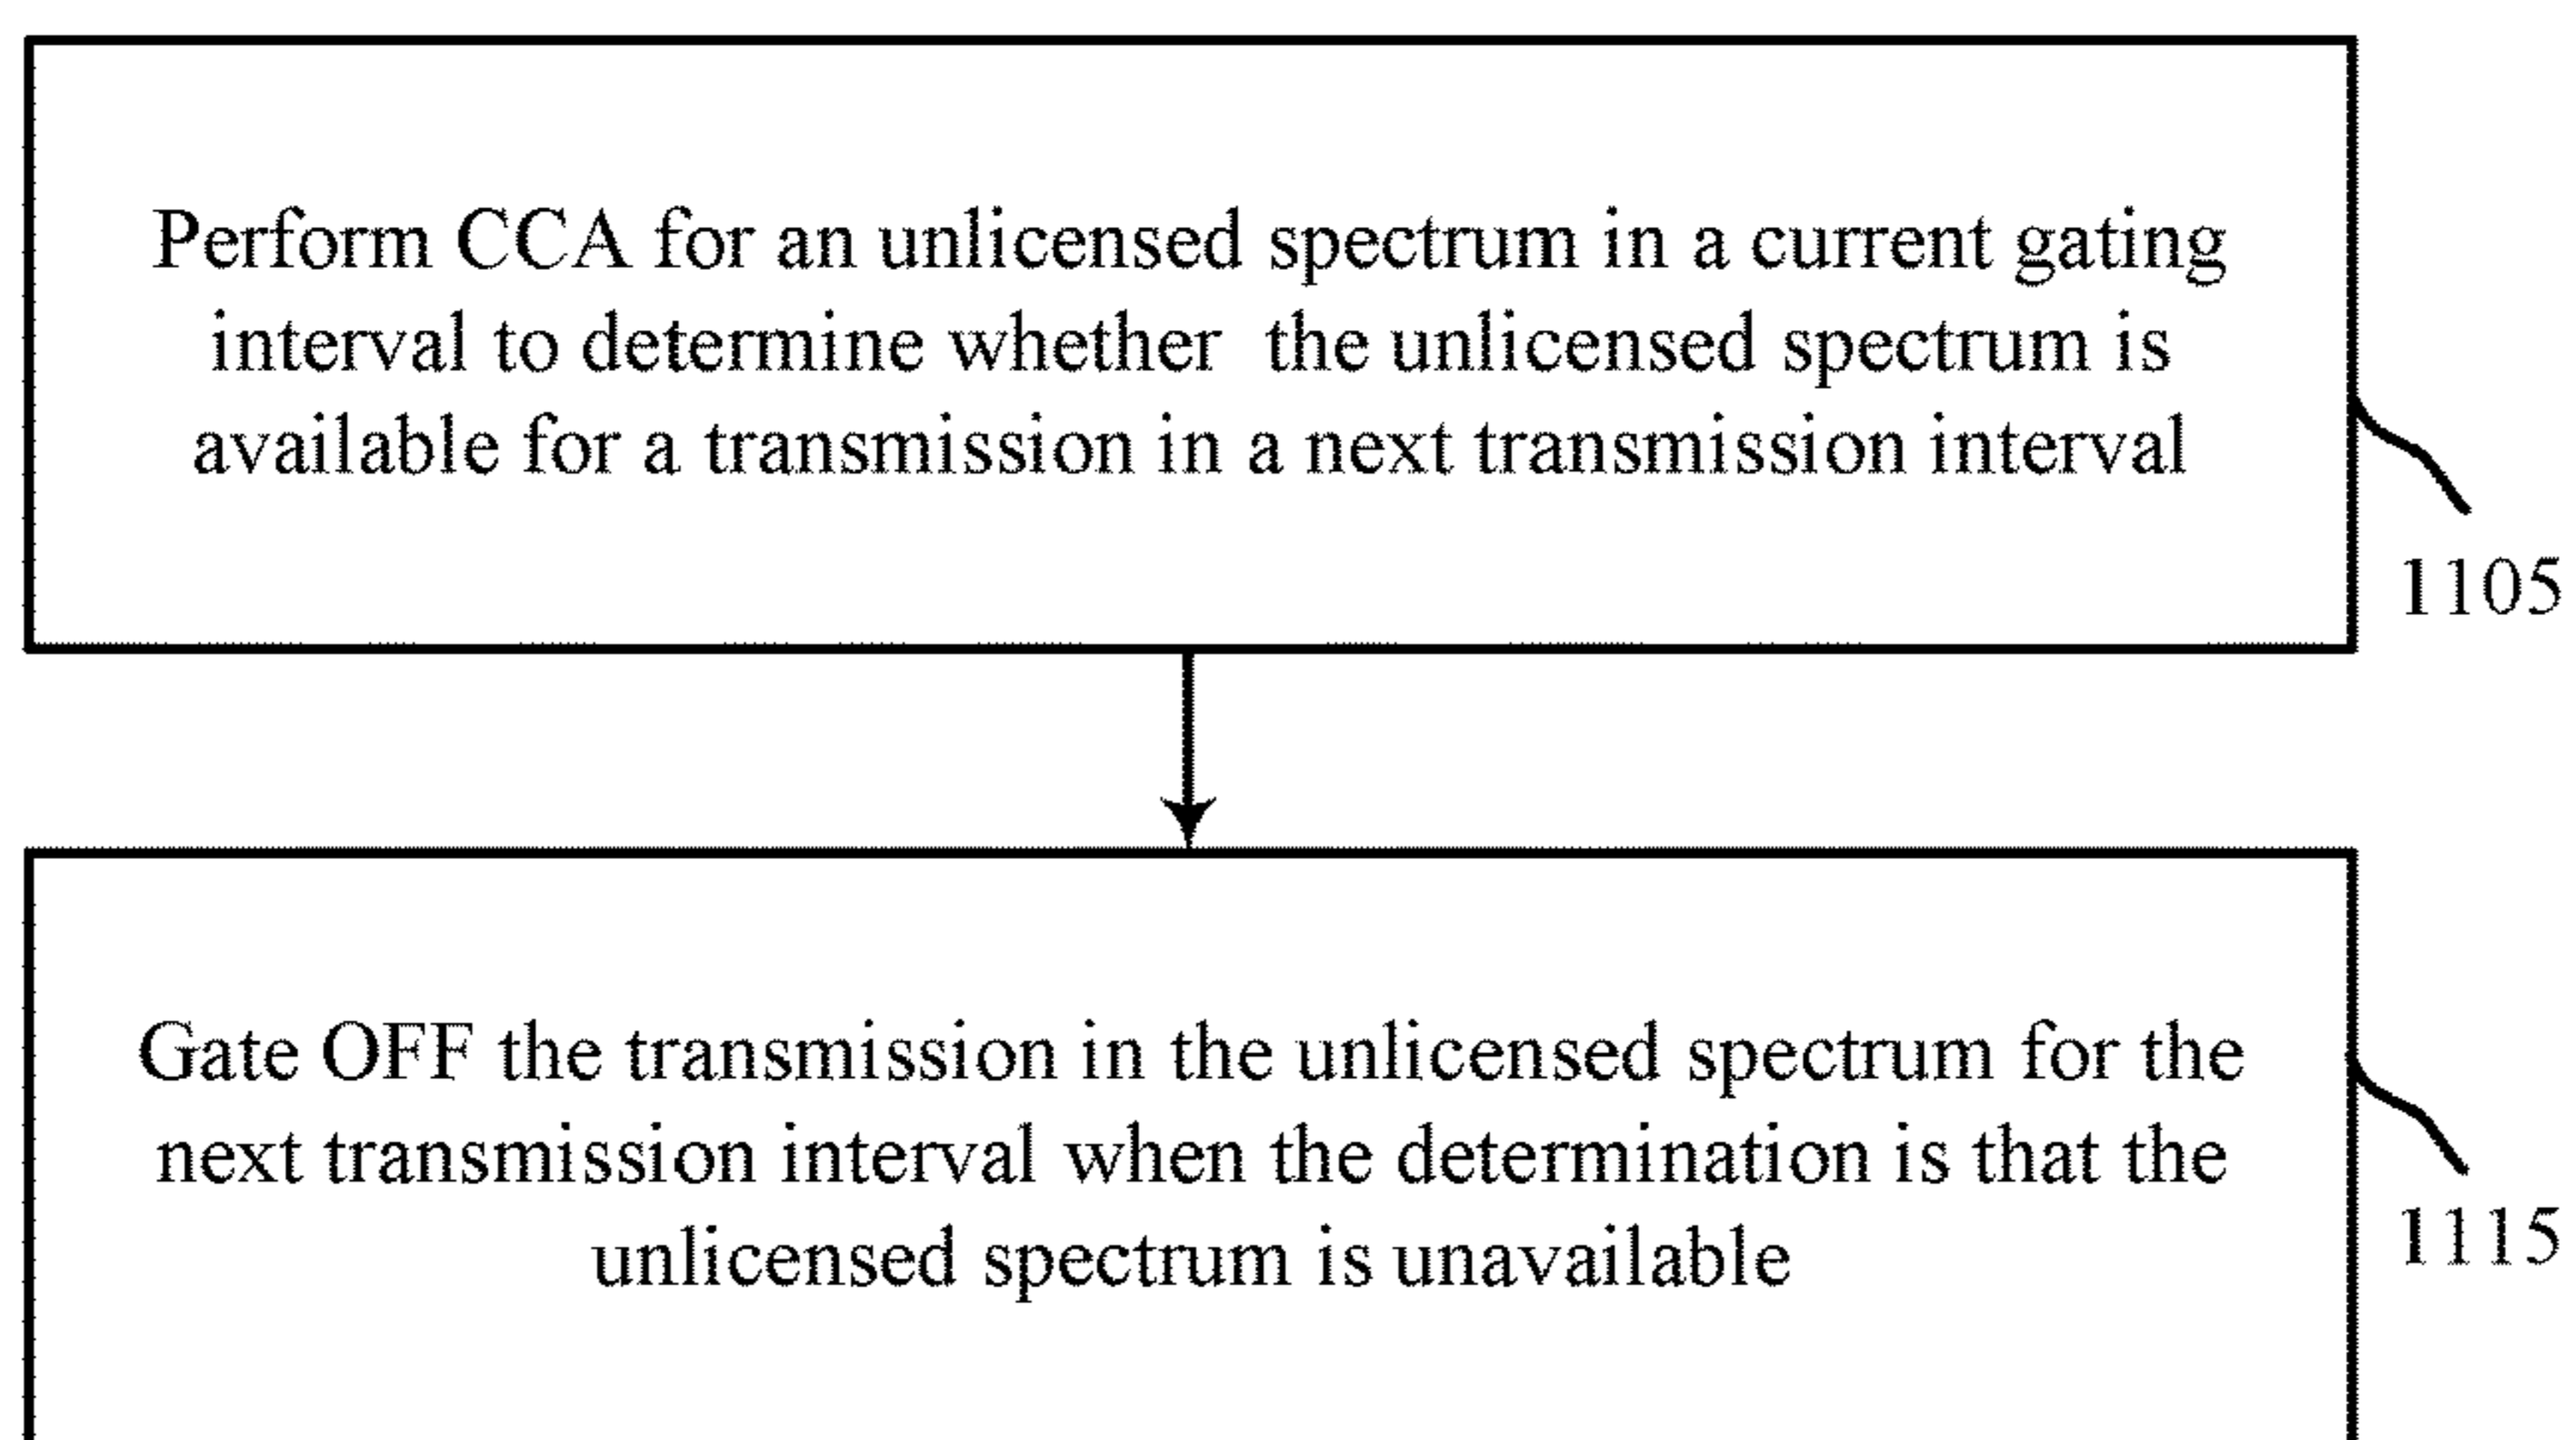 Perform CCA for an unlicensed spectrum in a current gating
interval to determine whether the unlicensed spectrum is
available for a transmission in a next transmission interval
1105
Gate OFF the transmission in the unlicensed spectrum for the
next transmission interval when the determination is that the
unlicensed spectrum is unavailable
1115